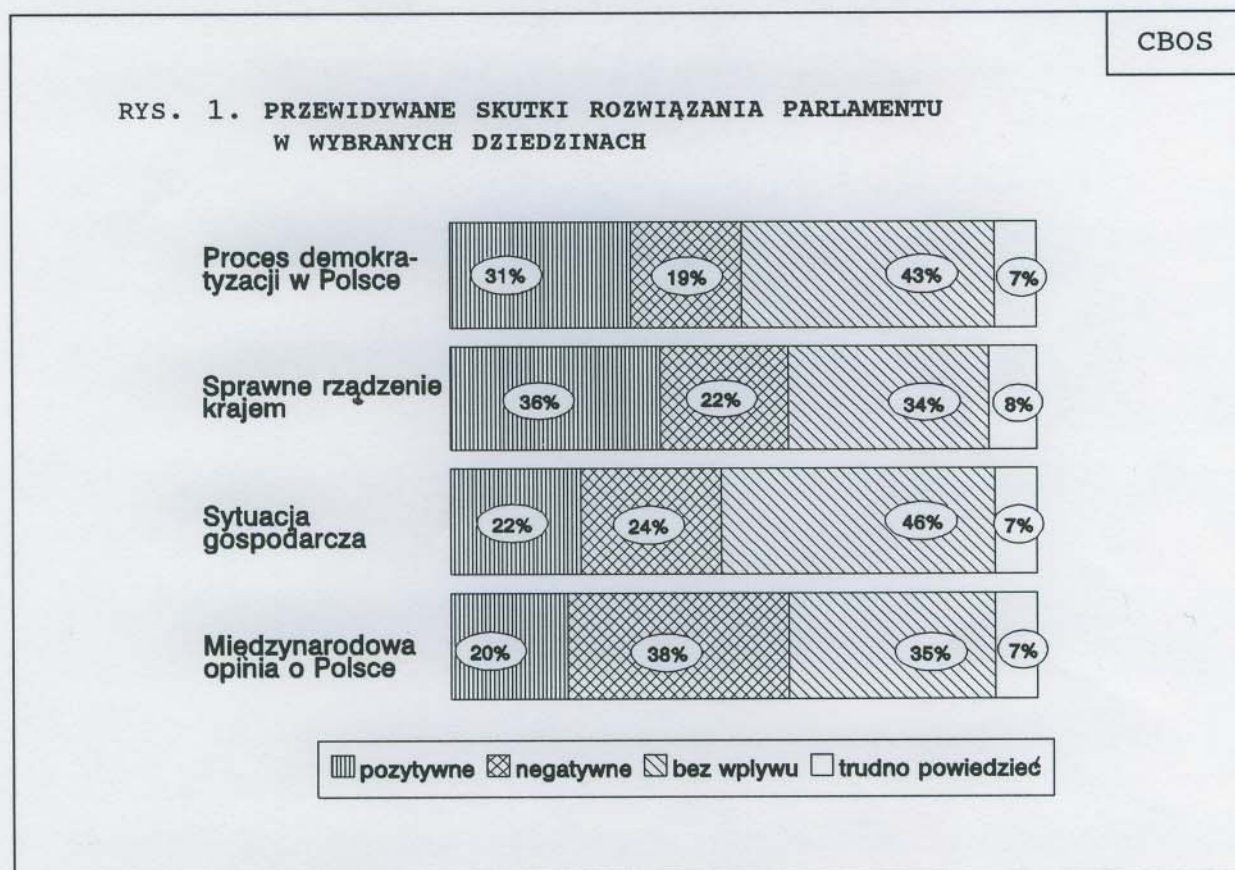 CBOS
RYS. 1. PRZEWIDYWANE SKUTKI ROZWIĄZANIA PARLAMENTU
W WYBRANYCH DZIEDZINACH
Proces demokra-
tyzacji w Polsce
31% 19% 43% 7%
Sprawne rządzenie
krajem
36% 22% 34% 8%
Sytuacja
gospodarcza
22% 24% 46% 7%
Międzynarodowa
opinia o Polsce
20% 38% 35% 7%
pozytywne negatywne bez wpływu trudno powiedzieć